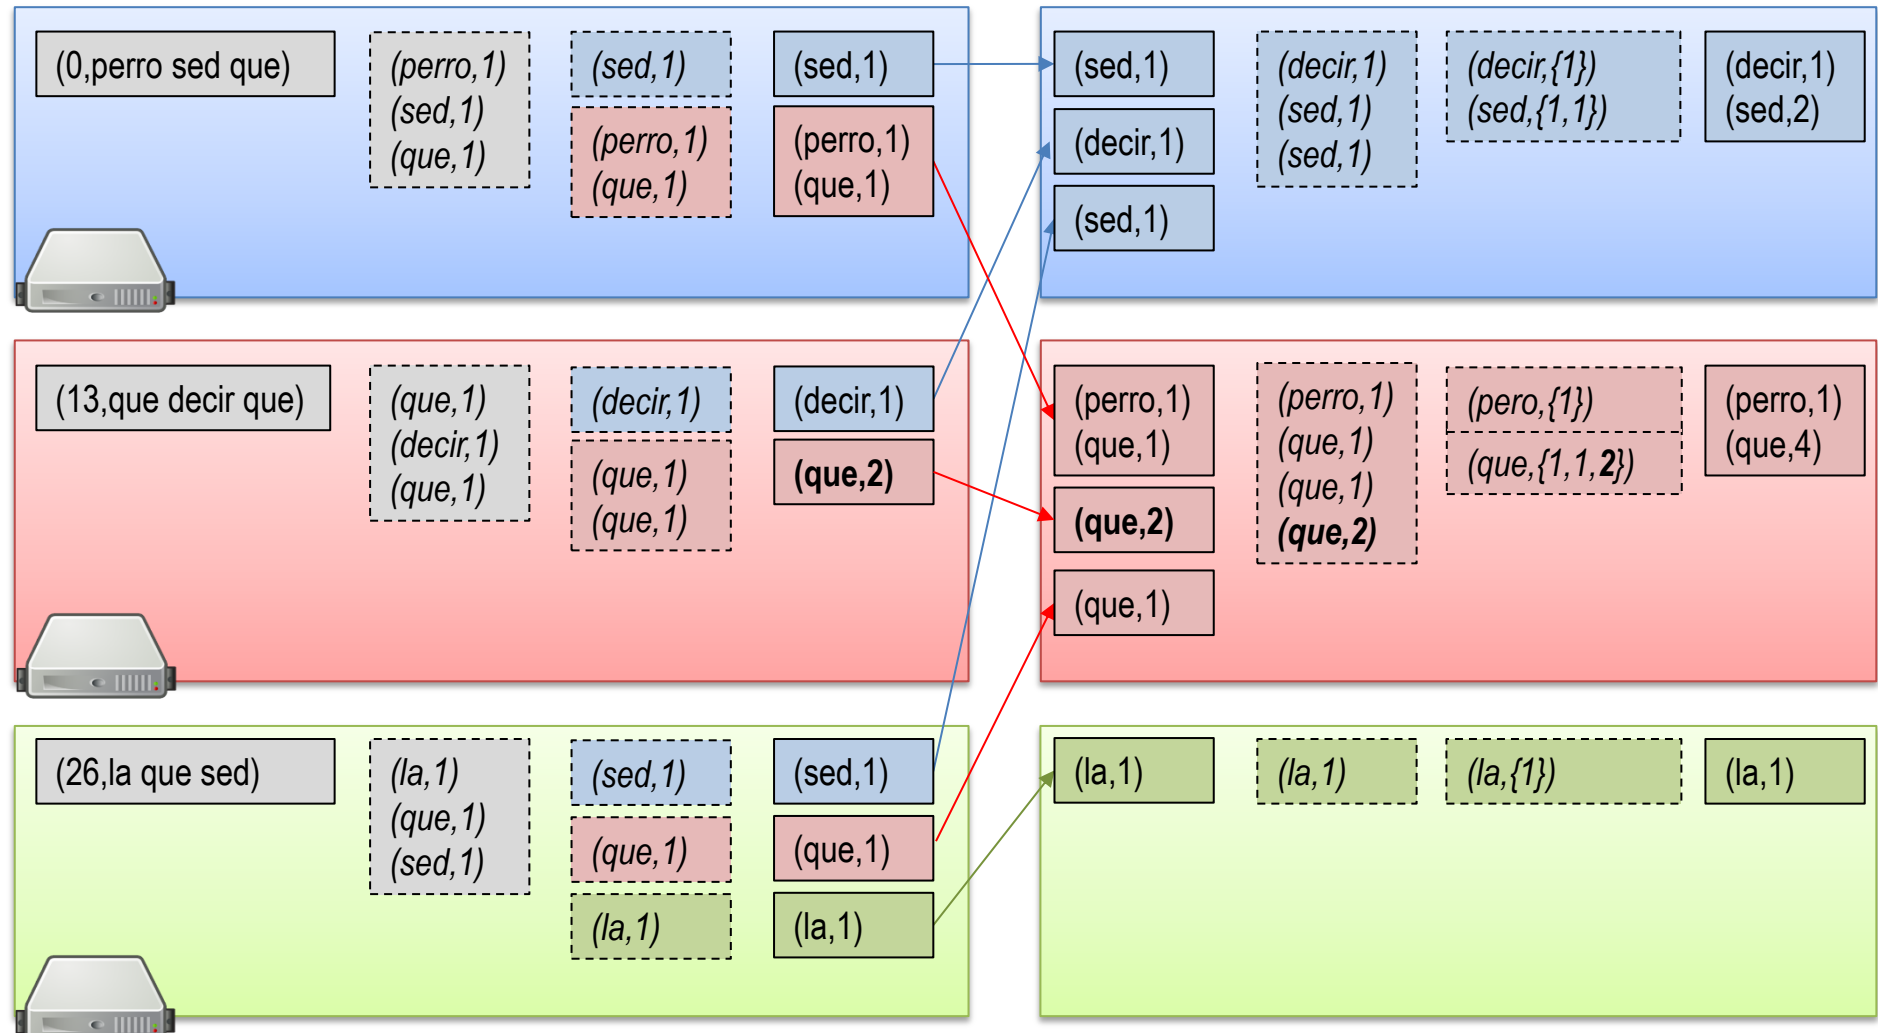 (0,perro sed que)
(perro,1)
(sed,1)
(que,1)
(sed,1)
(perro,1)
(que,1)
(sed,1)
(perro,1)
(que,1)
(sed,1)
(decir,1)
(sed,1)
(decir,1)
(sed,1)
(sed,1)
(decir,{1})
(sed,{1,1})
(decir,1)
(sed,2)
(13,que decir que)
(que,1)
(decir,1)
(que,1)
(decir,1)
(que,1)
(que,1)
(decir,1)
(que,2)
(perro,1)
(que,1)
(que,2)
(que,1)
(perro,1)
(que,1)
(que,1)
(que,2)
(pero,{1})
(que,{1,1,2})
(perro,1)
(que,4)
(26,la que sed)
(la,1)
(que,1)
(sed,1)
(sed,1)
(que,1)
(la,1)
(sed,1)
(que,1)
(la,1)
(la,1)
(la,1)
(la,{1})
(la,1)